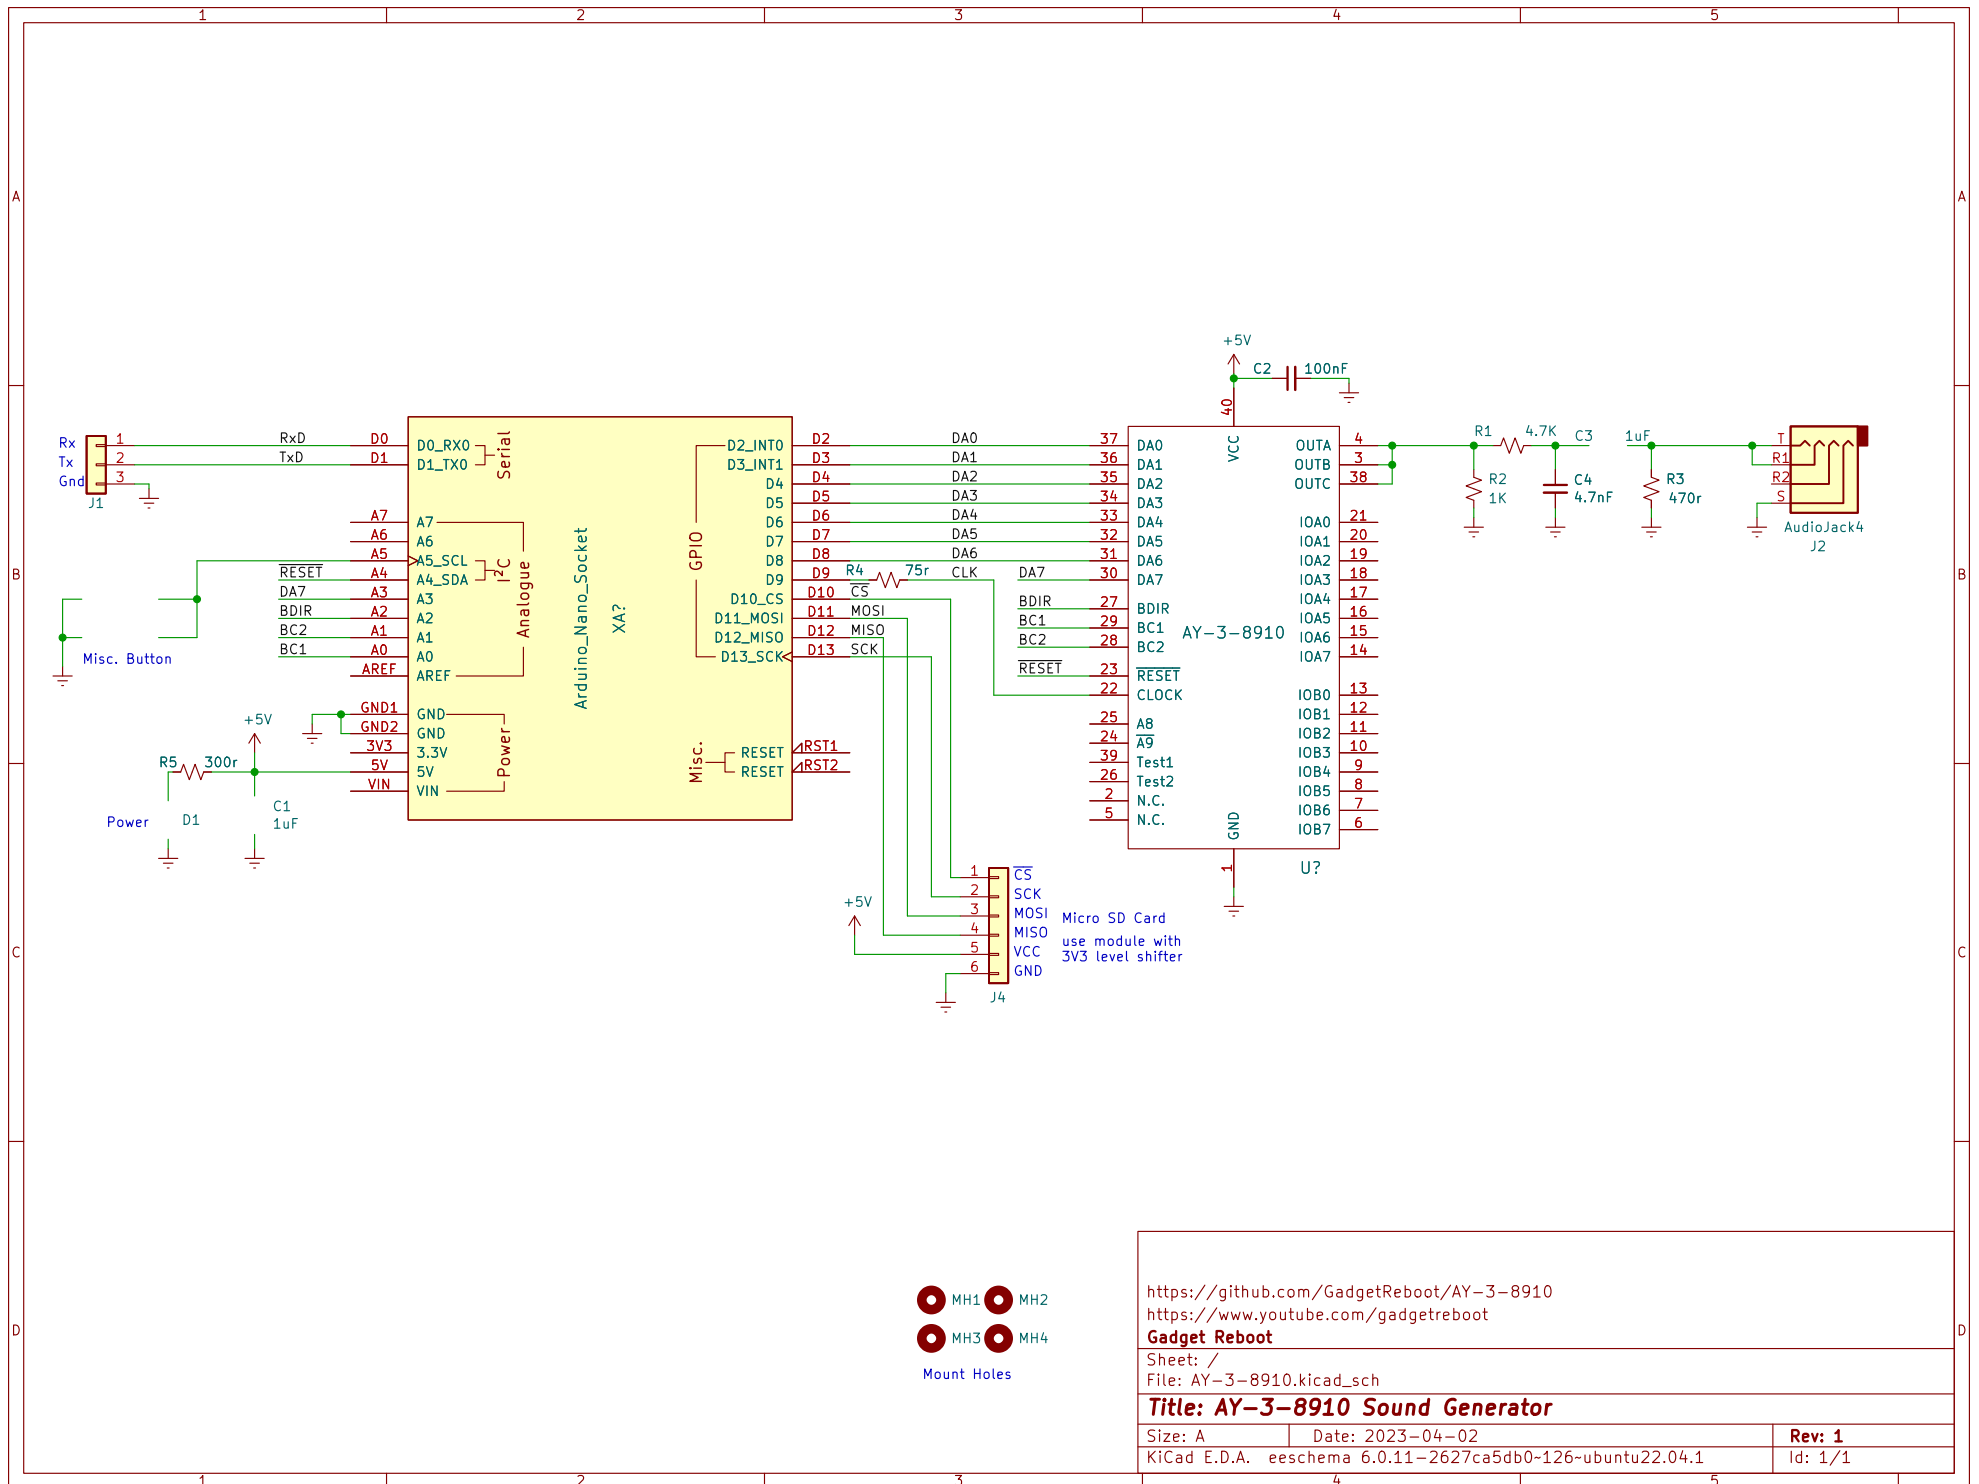 1 2 3 4 5
A A
B B
C C
D D
1 2 3 4 5
+5V
C2 100nF
40
VCC
Rx 1 RxD D0 D0_RX0
Tx 2 TxD D1 D1_TX0
Gnd 3
J1
Serial
A7 A7
A6 A6
A5 A5_SCL
RESET A4 A4_SDA
I²C
DA7 A3 A3
BDIR A2 A2
BC2 A1 A1
BC1 A0 A0
AREF AREF
Analogue
Misc. Button
GND1 GND
GND2 GND
3V3 3.3V
5V 5V
VIN VIN
Power
+5V
R5 300r
Power D1
C1
1uF
Arduino_Nano_Socket
XA?
GPIO
D2_INT0 D2 DA0 37 DA0
D3_INT1 D3 DA1 36 DA1
D4 D4 DA2 35 DA2
D5 D5 DA3 34 DA3
D6 D6 DA4 33 DA4
D7 D7 DA5 32 DA5
D8 D8 DA6 31 DA6
D9 D9 R4 75r CLK DA7 30 DA7
D10_CS D10 CS
D11_MOSI D11 MOSI
D12_MISO D12 MISO
D13_SCK D13 SCK
Misc.
RESET RST1
RESET RST2
BDIR 27 BDIR
BC1 29 BC1
BC2 28 BC2
RESET 23 RESET
22 CLOCK
25 A8
24 A9
39 Test1
26 Test2
2 N.C.
5 N.C.
AY-3-8910
OUTA 4
OUTB 3
OUTC 38
IOA0 21
IOA1 20
IOA2 19
IOA3 18
IOA4 17
IOA5 16
IOA6 15
IOA7 14
IOB0 13
IOB1 12
IOB2 11
IOB3 10
IOB4 9
IOB5 8
IOB6 7
IOB7 6
GND
1
U?
R1 4.7K C3 1uF
R2
1K
C4
4.7nF
R3
470r
T
R1
R2
S
AudioJack4
J2
+5V
1 CS
2 SCK
3 MOSI
4 MISO
5 VCC
6 GND
J4
Micro SD Card
use module with
3V3 level shifter
MH1 MH2
MH3 MH4
Mount Holes
https://github.com/GadgetReboot/AY-3-8910
https://www.youtube.com/gadgetreboot
Gadget Reboot
Sheet: /
File: AY-3-8910.kicad_sch
Title: AY-3-8910 Sound Generator
Size: A Date: 2023-04-02 Rev: 1
KiCad E.D.A. eeschema 6.0.11-2627ca5db0~126~ubuntu22.04.1 Id: 1/1